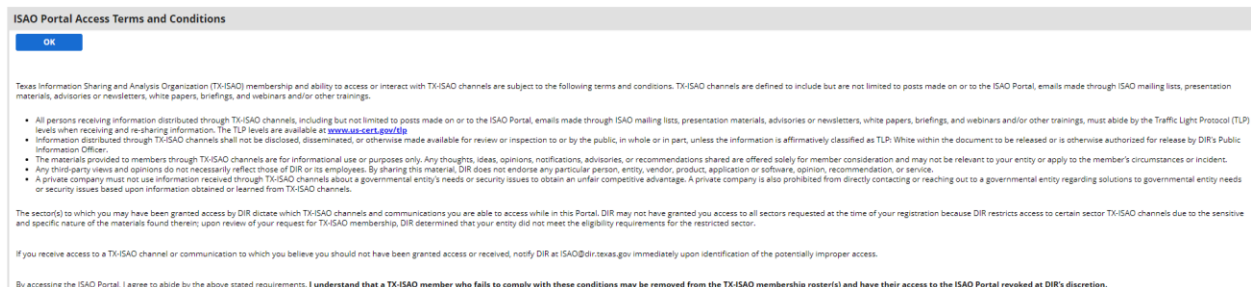 ISAO Portal Access Terms and Conditions
OK
Texas Information Sharing and Analysis Organization (TX-ISAO) membership and ability to access or interact with TX-ISAO channels are subject to the following terms and conditions. TX-ISAO channels are defined to include but are not limited to posts made on or to the ISAO Portal, emails made through ISAO mailing lists, presentation
materials, advisories or newsletters, white papers, briefings, and webinars and/or other trainings.
• All persons receiving information distributed through TX-ISAO channels, including but not limited to posts made on or to the ISAO Portal, emails made through ISAO mailing lists, presentation materials, advisories or newsletters, white papers, briefings, and webinars and/or other trainings, must abide by the Traffic Light Protocol (TLP)
levels when receiving and re-sharing information. The TLP levels are available at www.us-cert.gov/tlp
• Information distributed through TX-ISAO channels shall not be disclosed, disseminated, or otherwise made available for review or inspection to or by the public, in whole or in part, unless the information is affirmatively classified as TLP: White within the document to be released or is otherwise authorized for release by DIR's Public
Information Officer.
• The materials provided to members through TX-ISAO channels are for informational use or purposes only. Any thoughts, ideas, opinions, notifications, advisories, or recommendations shared are offered solely for member consideration and may not be relevant to your entity or apply to the member's circumstances or incident.
• Any third-party views and opinions do not necessarily reflect those of DIR or its employees. By sharing this material, DIR does not endorse any particular person, entity, vendor, product, application or software, opinion, recommendation, or service.
• A private company must not use information received through TX-ISAO channels about a governmental entity's needs or security issues to obtain an unfair competitive advantage. A private company is also prohibited from directly contacting or reaching out to a governmental entity regarding solutions to governmental entity needs
or security issues based upon information obtained or learned from TX-ISAO channels.
The sector(s) to which you may have been granted access by DIR dictate which TX-ISAO channels and communications you are able to access while in this Portal. DIR may not have granted you access to all sectors requested at the time of your registration because DIR restricts access to certain sector TX-ISAO channels due to the sensitive
and specific nature of the materials found therein; upon review of your request for TX-ISAO membership, DIR determined that your entity did not meet the eligibility requirements for the restricted sector.
If you receive access to a TX-ISAO channel or communication to which you believe you should not have been granted access or received, notify DIR at ISAO@dir.texas.gov immediately upon identification of the potentially improper access.
By accessing the ISAO Portal, I agree to abide by the above stated requirements. I understand that a TX-ISAO member who fails to comply with these conditions may be removed from the TX-ISAO membership roster(s) and have their access to the ISAO Portal revoked at DIR's discretion.